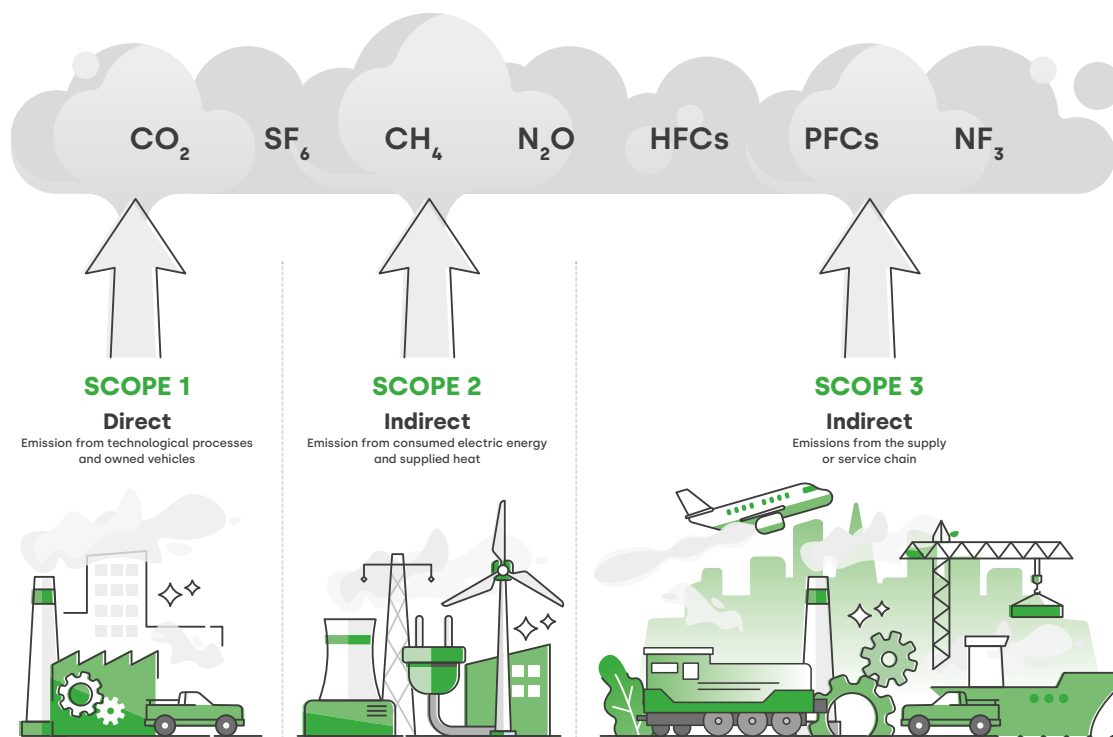 CO₂ SF₆ CH₄ N₂O HFCs PFCs NF₃
SCOPE 1
Direct
Emission from technological processes
and owned vehicles
SCOPE 2
Indirect
Emission from consumed electric energy
and supplied heat
SCOPE 3
Indirect
Emissions from the supply
or service chain